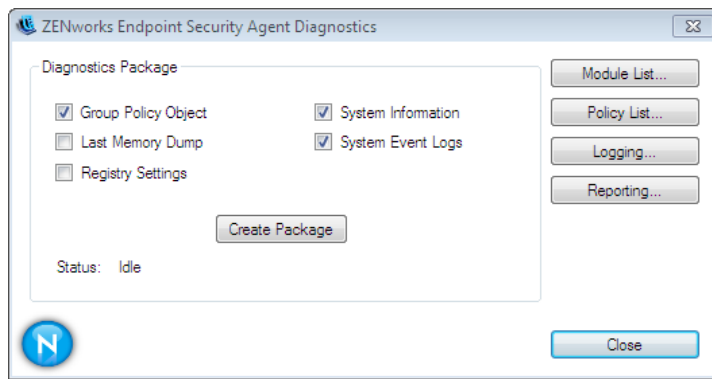 ZENworks Endpoint Security Agent Diagnostics
Diagnostics Package
Group Policy Object
System Information
Last Memory Dump
System Event Logs
Registry Settings
Create Package
Status: Idle
Module List...
Policy List...
Logging...
Reporting...
N
Close